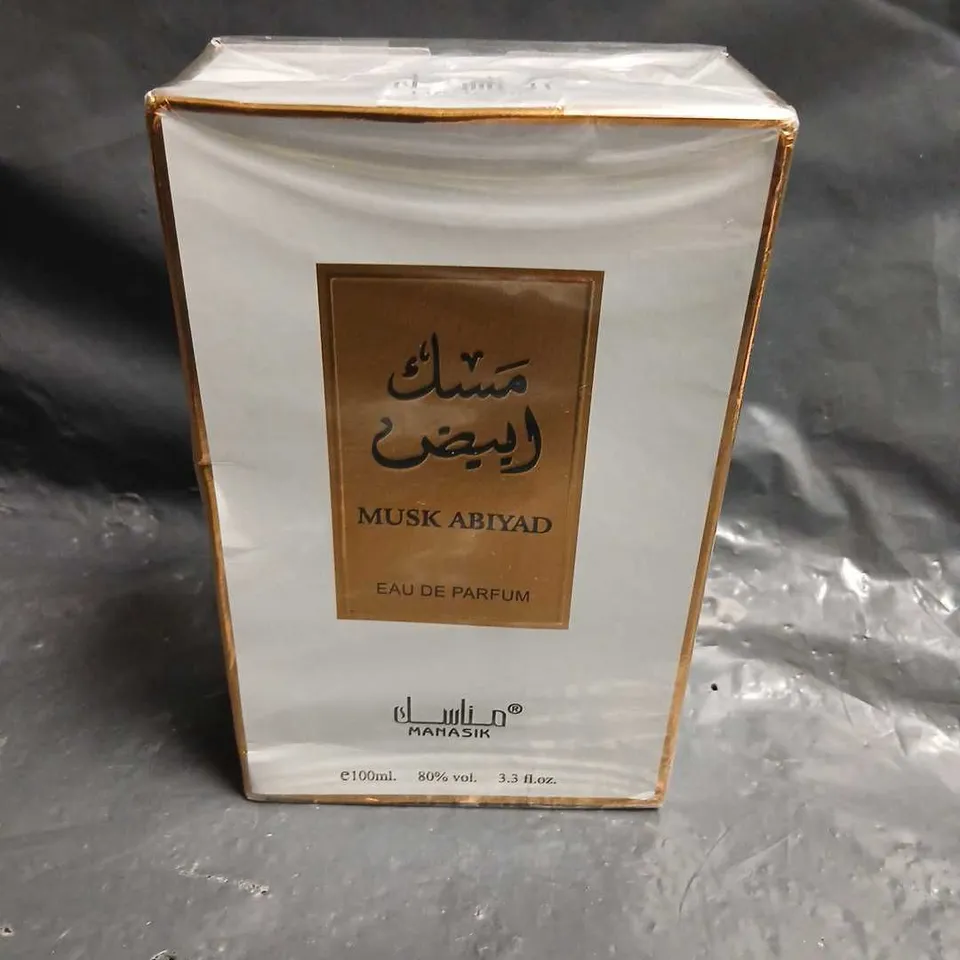 مسك
ابيض
MUSK ABIYAD
EAU DE PARFUM
مناسك®
MANASIK
e100ml. 80% vol. 3.3 fl.oz.